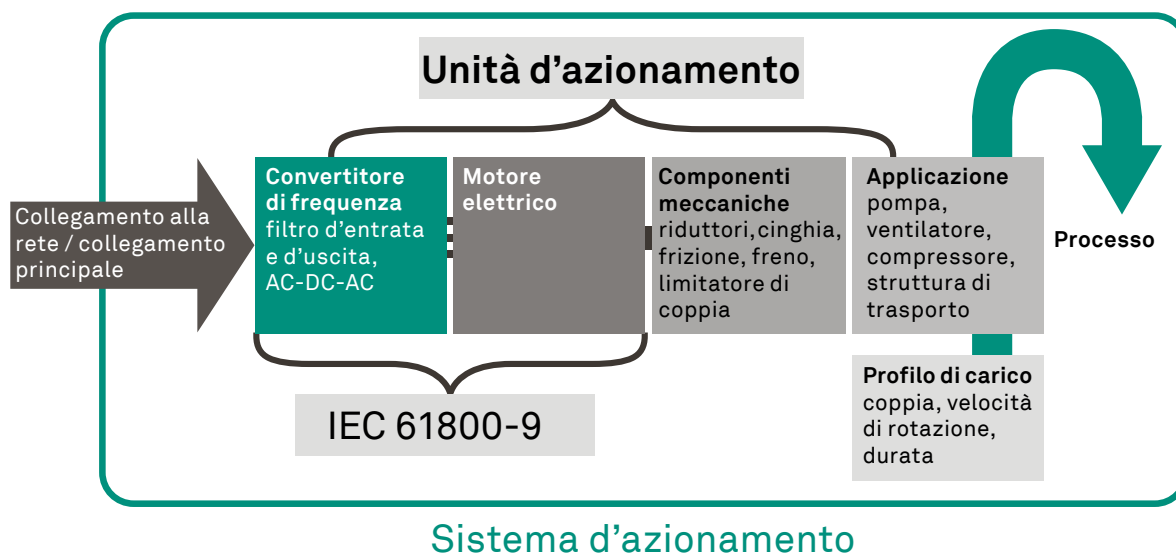 Unità d'azionamento
Collegamento alla
rete / collegamento
principale
Convertitore
di frequenza
filtro d'entrata
e d'uscita,
AC-DC-AC
Motore
elettrico
Componenti
meccaniche
riduttori, cinghia,
frizione, freno,
limitatore di
coppia
Applicazione
pompa,
ventilatore,
compressore,
struttura di
trasporto
Processo
Profilo di carico
coppia, velocità
di rotazione,
durata
IEC 61800-9
Sistema d'azionamento